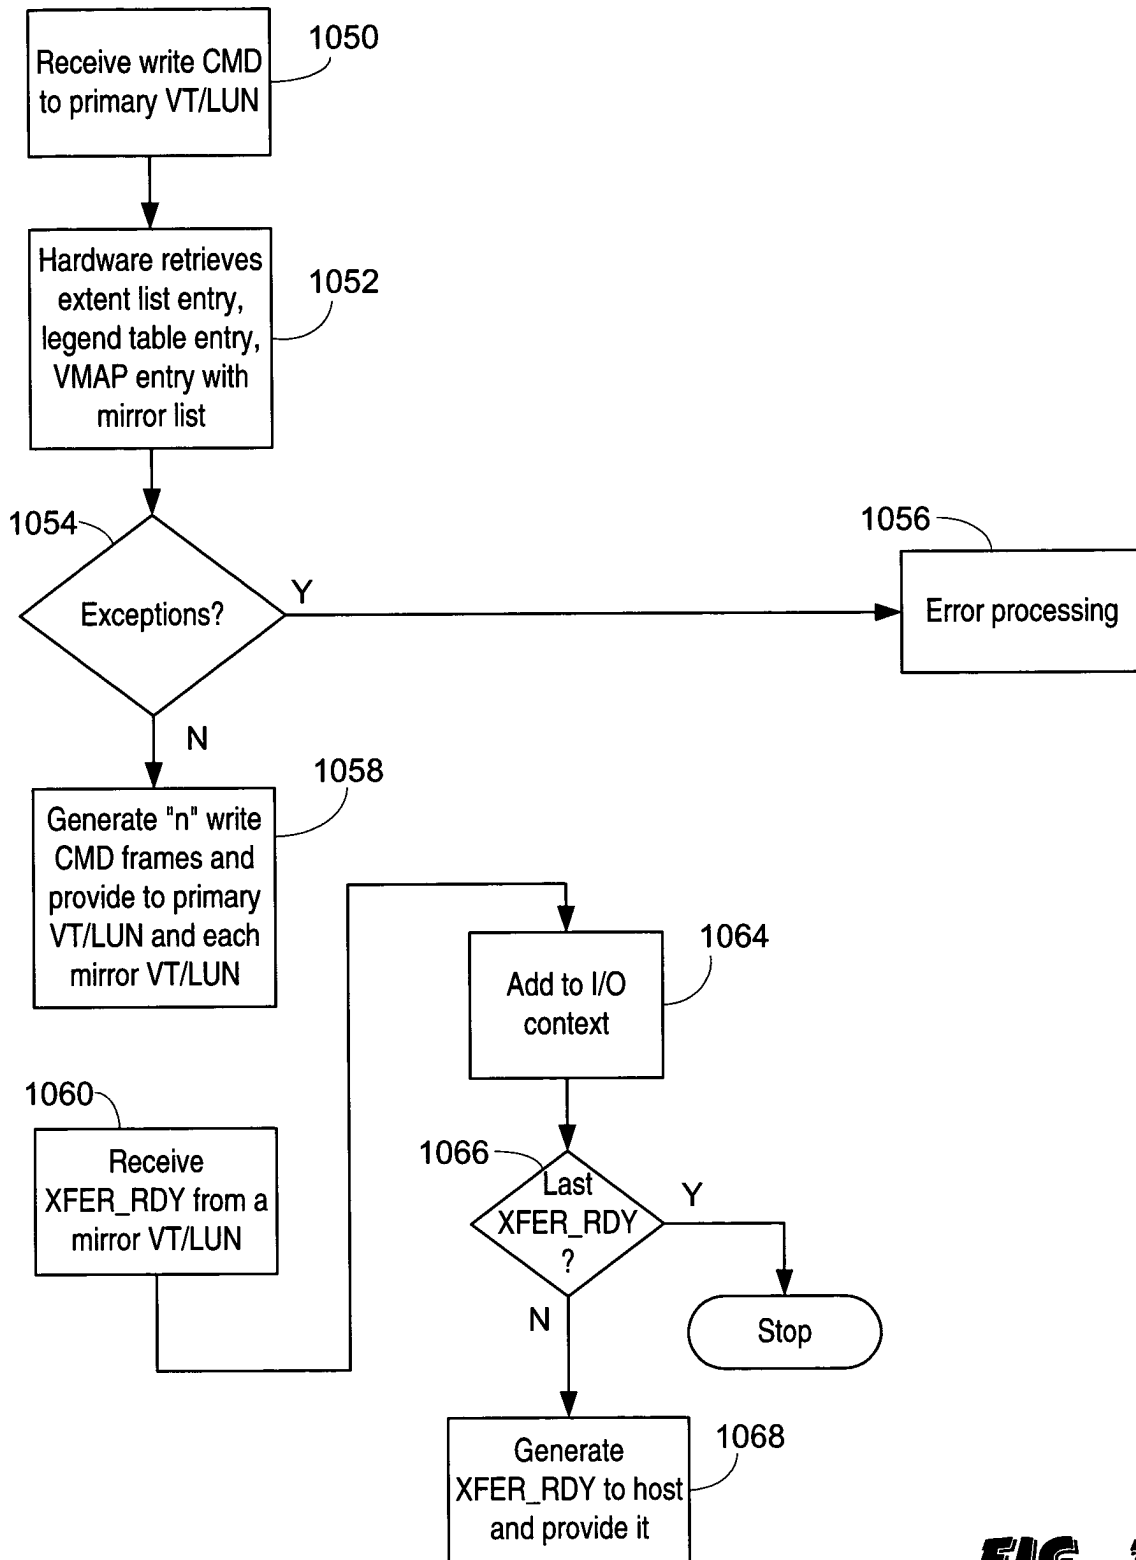 1050
Receive write CMD
to primary VT/LUN
1052
Hardware retrieves
extent list entry,
legend table entry,
VMAP entry with
mirror list
1054
Exceptions?
Y
1056
Error processing
N
1058
Generate "n" write
CMD frames and
provide to primary
VT/LUN and each
mirror VT/LUN
1064
Add to I/O
context
1060
Receive
XFER_RDY from a
mirror VT/LUN
1066
Last
XFER_RDY
?
Y
Stop
N
1068
Generate
XFER_RDY to host
and provide it
FIG.